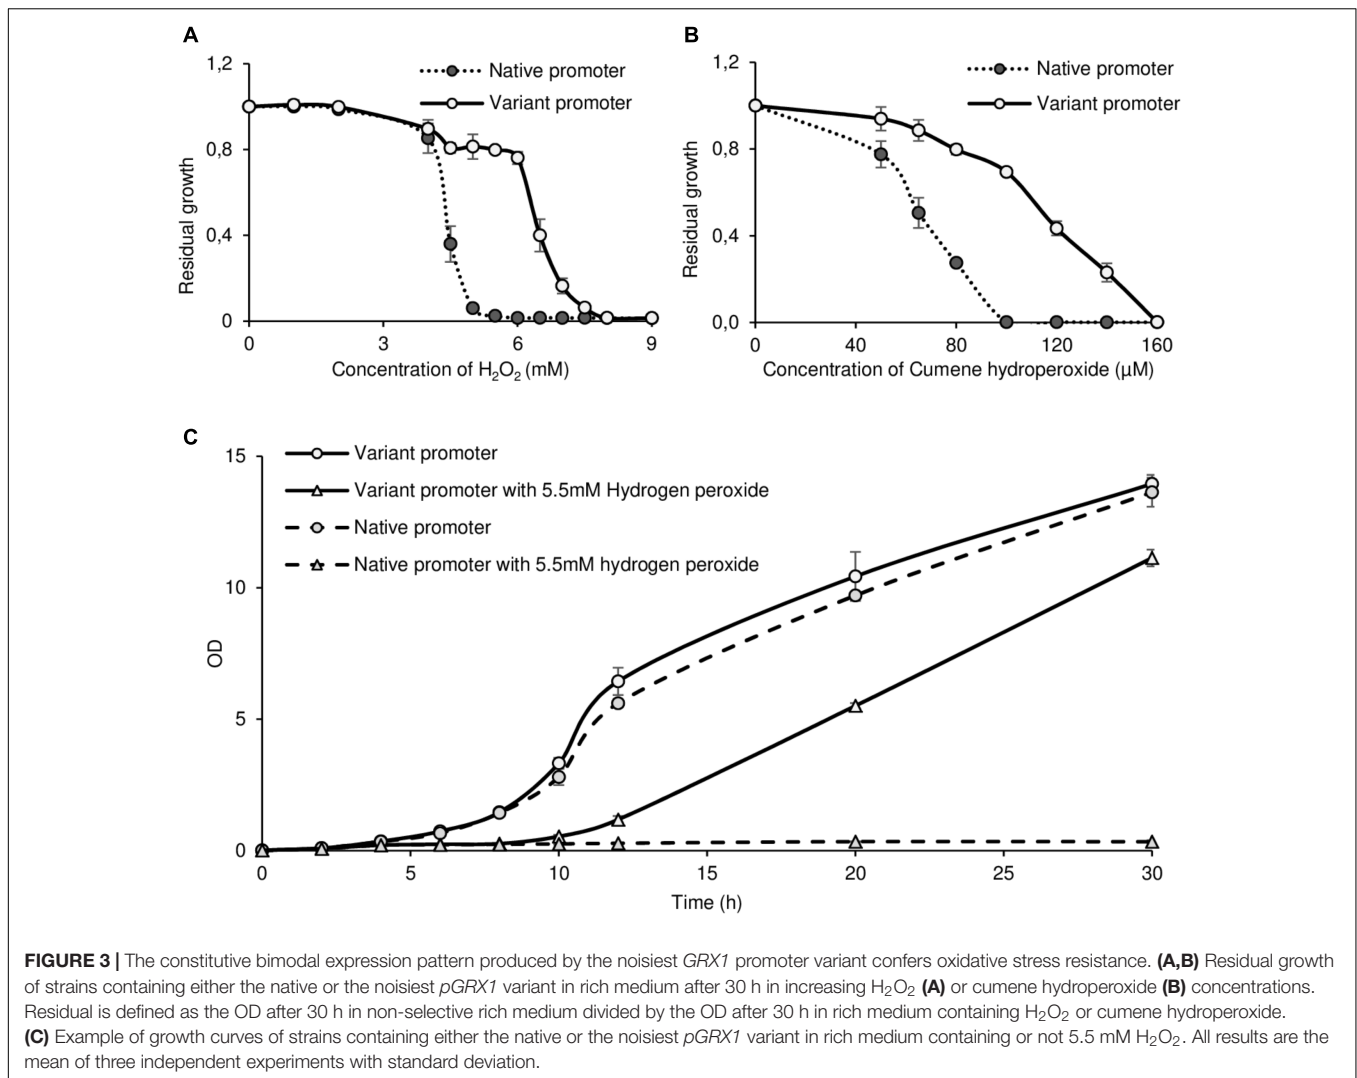 A
1,2
0,8
0,4
0
Residual growth
Native promoter
Variant promoter
0 3 6 9
Concentration of H2O2 (mM)
B
1,2
0,8
0,4
0,0
Residual growth
Native promoter
Variant promoter
0 40 80 120 160
Concentration of Cumene hydroperoxide (µM)
C
15
10
5
0
OD
Variant promoter
Variant promoter with 5.5mM Hydrogen peroxide
Native promoter
Native promoter with 5.5mM hydrogen peroxide
0 5 10 15 20 25 30
Time (h)
FIGURE 3 | The constitutive bimodal expression pattern produced by the noisiest GRX1 promoter variant confers oxidative stress resistance. (A,B) Residual growth
of strains containing either the native or the noisiest pGRX1 variant in rich medium after 30 h in increasing H2O2 (A) or cumene hydroperoxide (B) concentrations.
Residual is defined as the OD after 30 h in non-selective rich medium divided by the OD after 30 h in rich medium containing H2O2 or cumene hydroperoxide.
(C) Example of growth curves of strains containing either the native or the noisiest pGRX1 variant in rich medium containing or not 5.5 mM H2O2. All results are the
mean of three independent experiments with standard deviation.